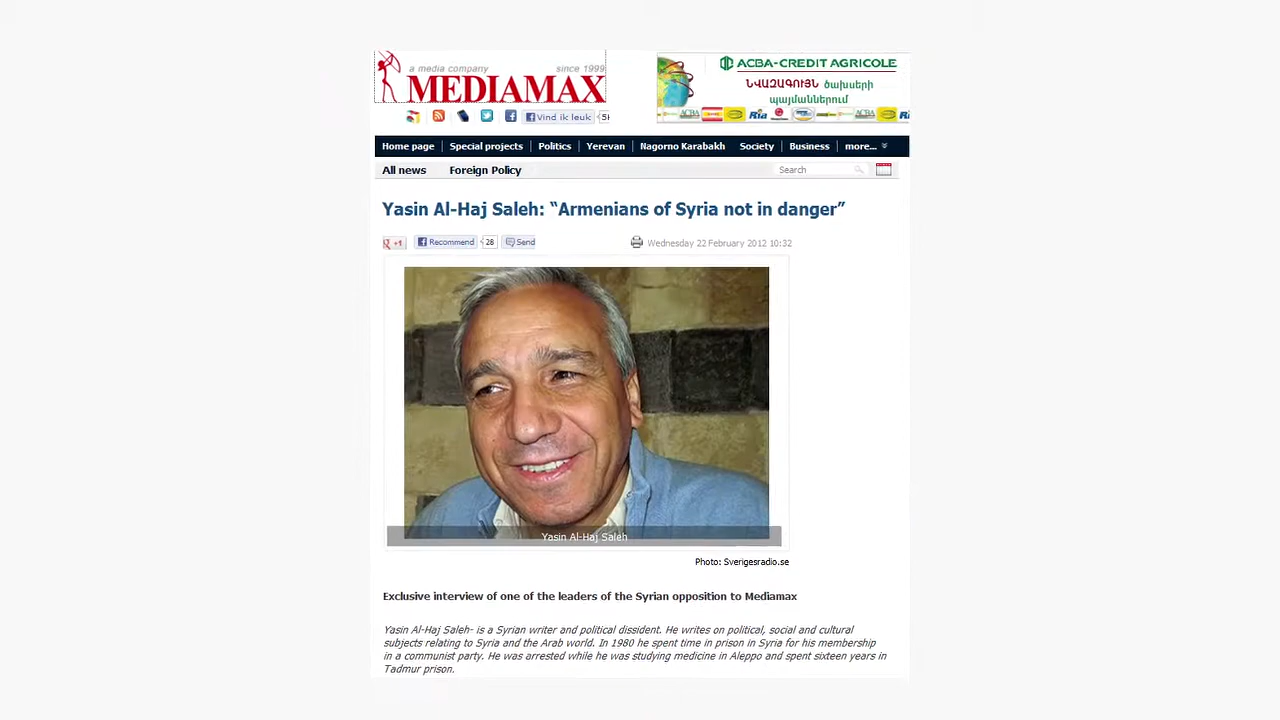 a media company since 1999
MEDIAMAX
ACBA-CREDIT AGRICOLE
ՆՎԱԶԱԳՈՒՅՆ ծախսերի
պայմաններում
ACBA Ria ACBA
Vind ik leuk 5
Home page Special projects Politics Yerevan Nagorno Karabakh Society Business more...
All news Foreign Policy Search
Yasin Al-Haj Saleh: “Armenians of Syria not in danger”
+1 Recommend 28 Send Wednesday 22 February 2012 10:32
Yasin Al-Haj Saleh
Photo: Sverigesradio.se
Exclusive interview of one of the leaders of the Syrian opposition to Mediamax
Yasin Al-Haj Saleh- is a Syrian writer and political dissident. He writes on political, social and cultural
subjects relating to Syria and the Arab world. In 1980 he spent time in prison in Syria for his membership
in a communist party. He was arrested while he was studying medicine in Aleppo and spent sixteen years in
Tadmur prison.